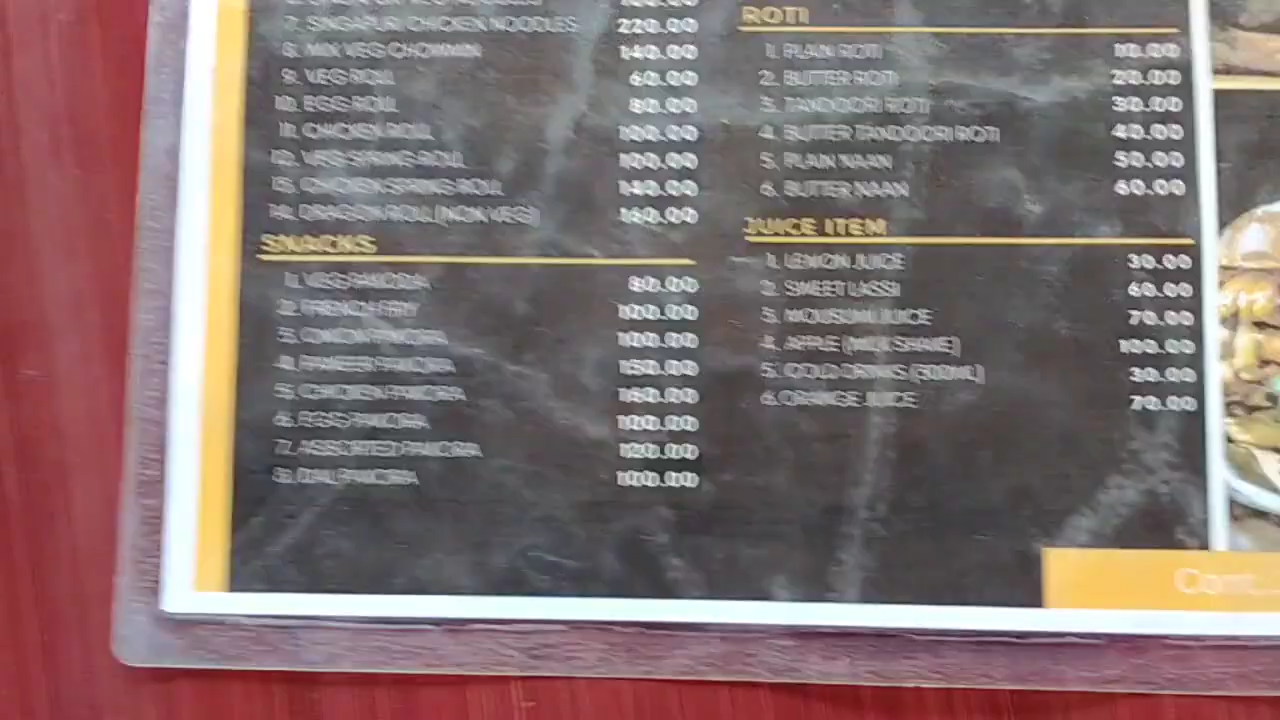 7. SINGAPURI CHICKEN NOODLES 220.00
8. MIX VEG CHOWMIN 140.00
9. VEG ROLL 60.00
10. EGG ROLL 80.00
11. CHICKEN ROLL 100.00
12. VEG SPRING ROLL 100.00
13. CHICKEN SPRING ROLL 140.00
14. DRAGON ROLL(NON VEG) 160.00
SNACKS
1. VEG PAKORA 80.00
2. FRENCH FRY 100.00
3. ONION PAKORA 100.00
4. PANEER PAKORA 150.00
5. CHICKEN PAKORA 160.00
6. EGG PAKORA 100.00
7. ASSORTED PAKORA 120.00
8. DAL PAKORA 100.00
ROTI
1. PLAIN ROTI 10.00
2. BUTTER ROTI 20.00
3. TANDOORI ROTI 30.00
4. BUTTER TANDOORI ROTI 40.00
5. PLAIN NAAN 50.00
6. BUTTER NAAN 60.00
JUICE ITEM
1. LEMON JUICE 30.00
2. SWEET LASSI 60.00
3. MOUSUMI JUICE 70.00
4. APPLE (MILK SHAKE) 100.00
5. COLD DRINKS (300ML) 30.00
6.ORANGE JUICE 70.00